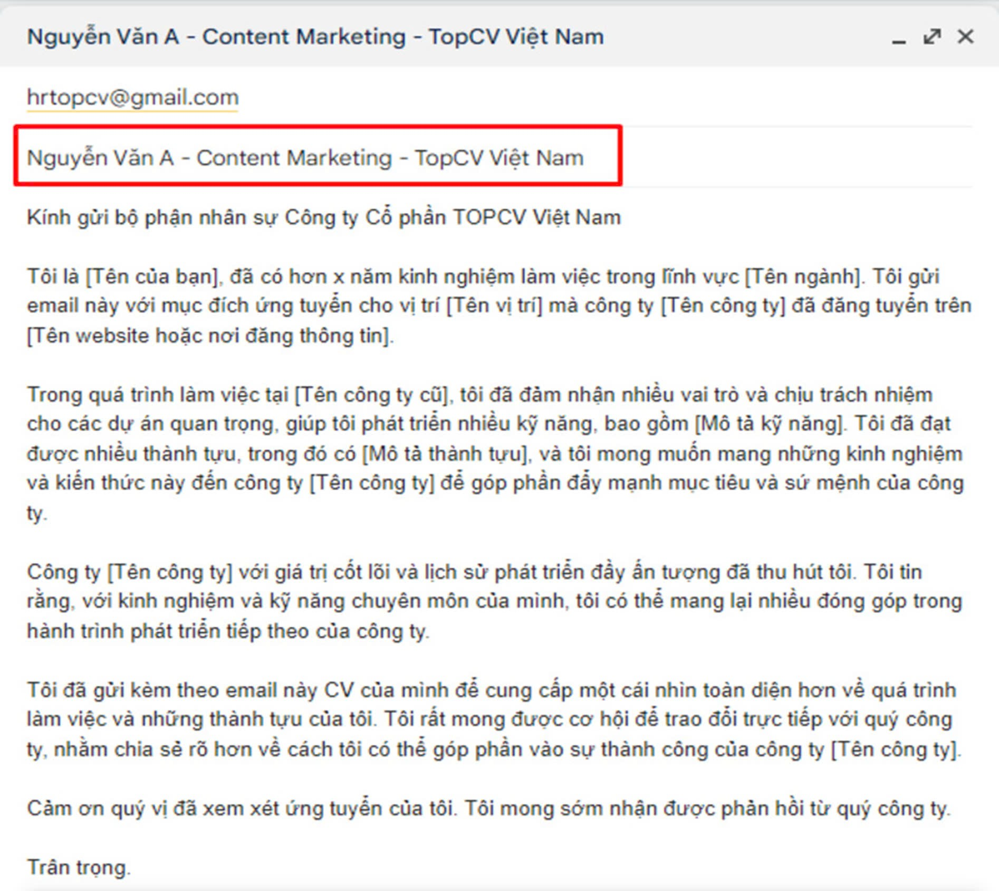 Nguyễn Văn A - Content Marketing - TopCV Việt Nam
hrtopcv@gmail.com
Nguyễn Văn A - Content Marketing - TopCV Việt Nam
Kính gửi bộ phận nhân sự Công ty Cổ phần TOPCV Việt Nam
Tôi là [Tên của bạn], đã có hơn x năm kinh nghiệm làm việc trong lĩnh vực [Tên ngành]. Tôi gửi
email này với mục đích ứng tuyển cho vị trí [Tên vị trí] mà công ty [Tên công ty] đã đăng tuyển trên
[Tên website hoặc nơi đăng thông tin].
Trong quá trình làm việc tại [Tên công ty cũ], tôi đã đảm nhận nhiều vai trò và chịu trách nhiệm
cho các dự án quan trọng, giúp tôi phát triển nhiều kỹ năng, bao gồm [Mô tả kỹ năng]. Tôi đã đạt
được nhiều thành tựu, trong đó có [Mô tả thành tựu], và tôi mong muốn mang những kinh nghiệm
và kiến thức này đến công ty [Tên công ty] để góp phần đẩy mạnh mục tiêu và sứ mệnh của công
ty.
Công ty [Tên công ty] với giá trị cốt lõi và lịch sử phát triển đầy ấn tượng đã thu hút tôi. Tôi tin
rằng, với kinh nghiệm và kỹ năng chuyên môn của mình, tôi có thể mang lại nhiều đóng góp trong
hành trình phát triển tiếp theo của công ty.
Tôi đã gửi kèm theo email này CV của mình để cung cấp một cái nhìn toàn diện hơn về quá trình
làm việc và những thành tựu của tôi. Tôi rất mong được cơ hội để trao đổi trực tiếp với quý công
ty, nhằm chia sẻ rõ hơn về cách tôi có thể góp phần vào sự thành công của công ty [Tên công ty].
Cảm ơn quý vị đã xem xét ứng tuyển của tôi. Tôi mong sớm nhận được phản hồi từ quý công ty.
Trân trọng.